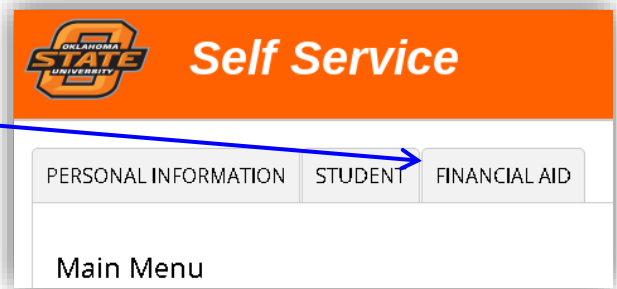 OKLAHOMA
STATE
UNIVERSITY
Self Service
PERSONAL INFORMATION STUDENT FINANCIAL AID
Main Menu